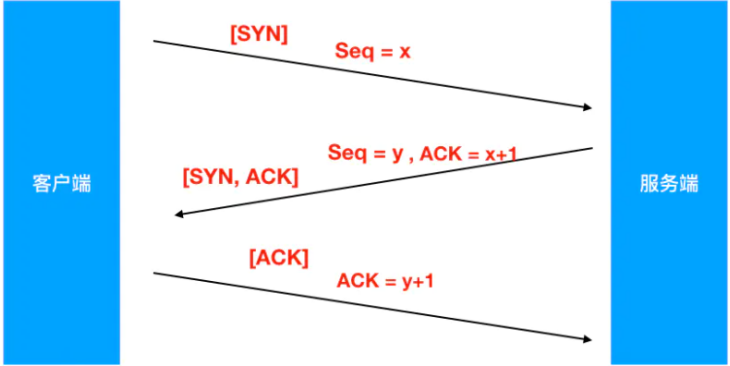 [SYN]
Seq = x
Seq = y , ACK = x+1
[SYN, ACK]
客户端
服务端
[ACK]
ACK = y+1